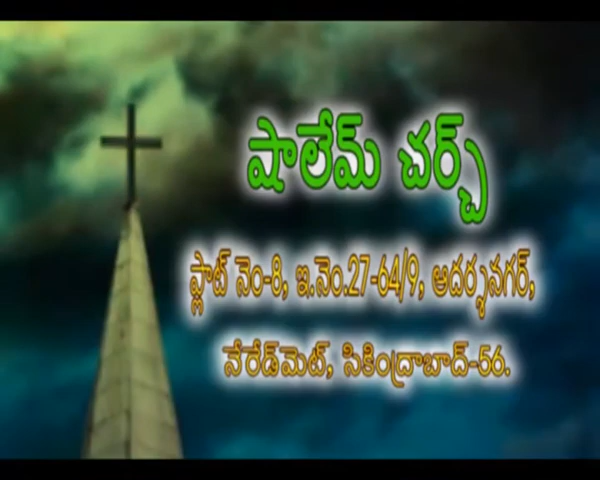 షాలేమ్ చర్చ్
ప్లాట్ నెం-8, ఇ.నెం.27-64/9, ఆదర్శనగర్,
నేరేడ్‌మెట్, సికింద్రాబాద్-56.